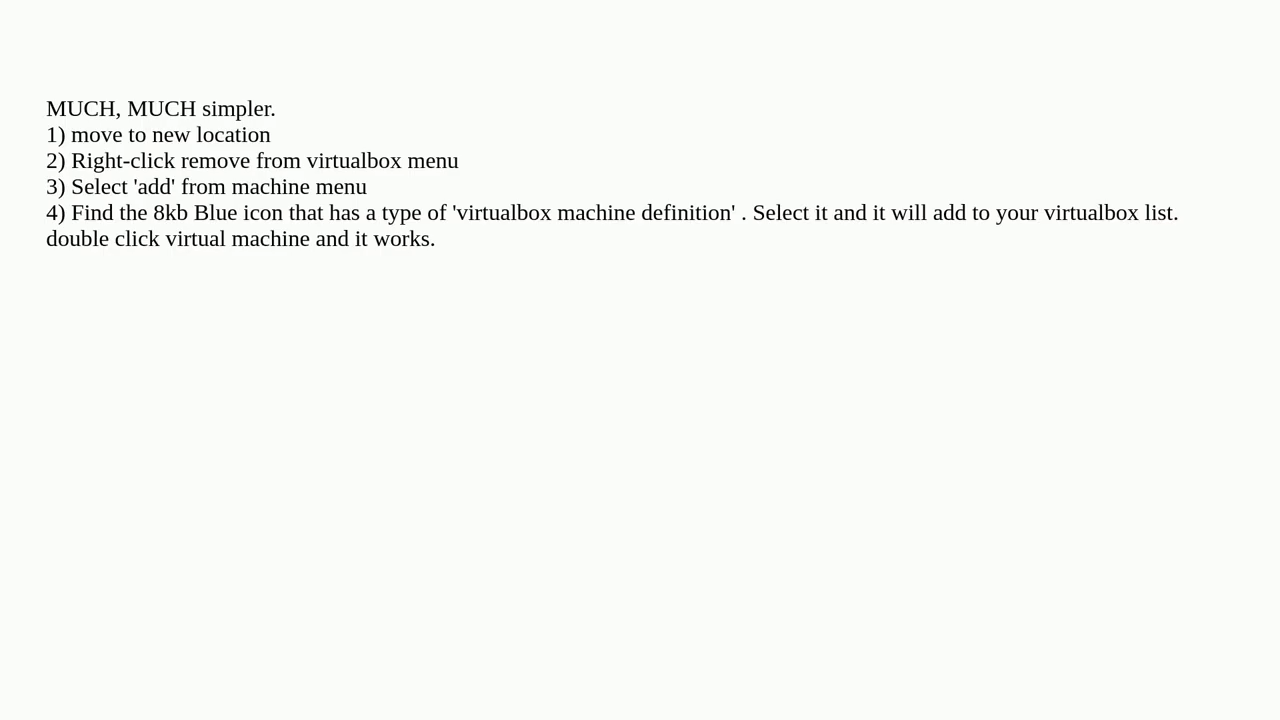 MUCH, MUCH simpler.
1) move to new location
2) Right-click remove from virtualbox menu
3) Select 'add' from machine menu
4) Find the 8kb Blue icon that has a type of 'virtualbox machine definition' . Select it and it will add to your virtualbox list.
double click virtual machine and it works.